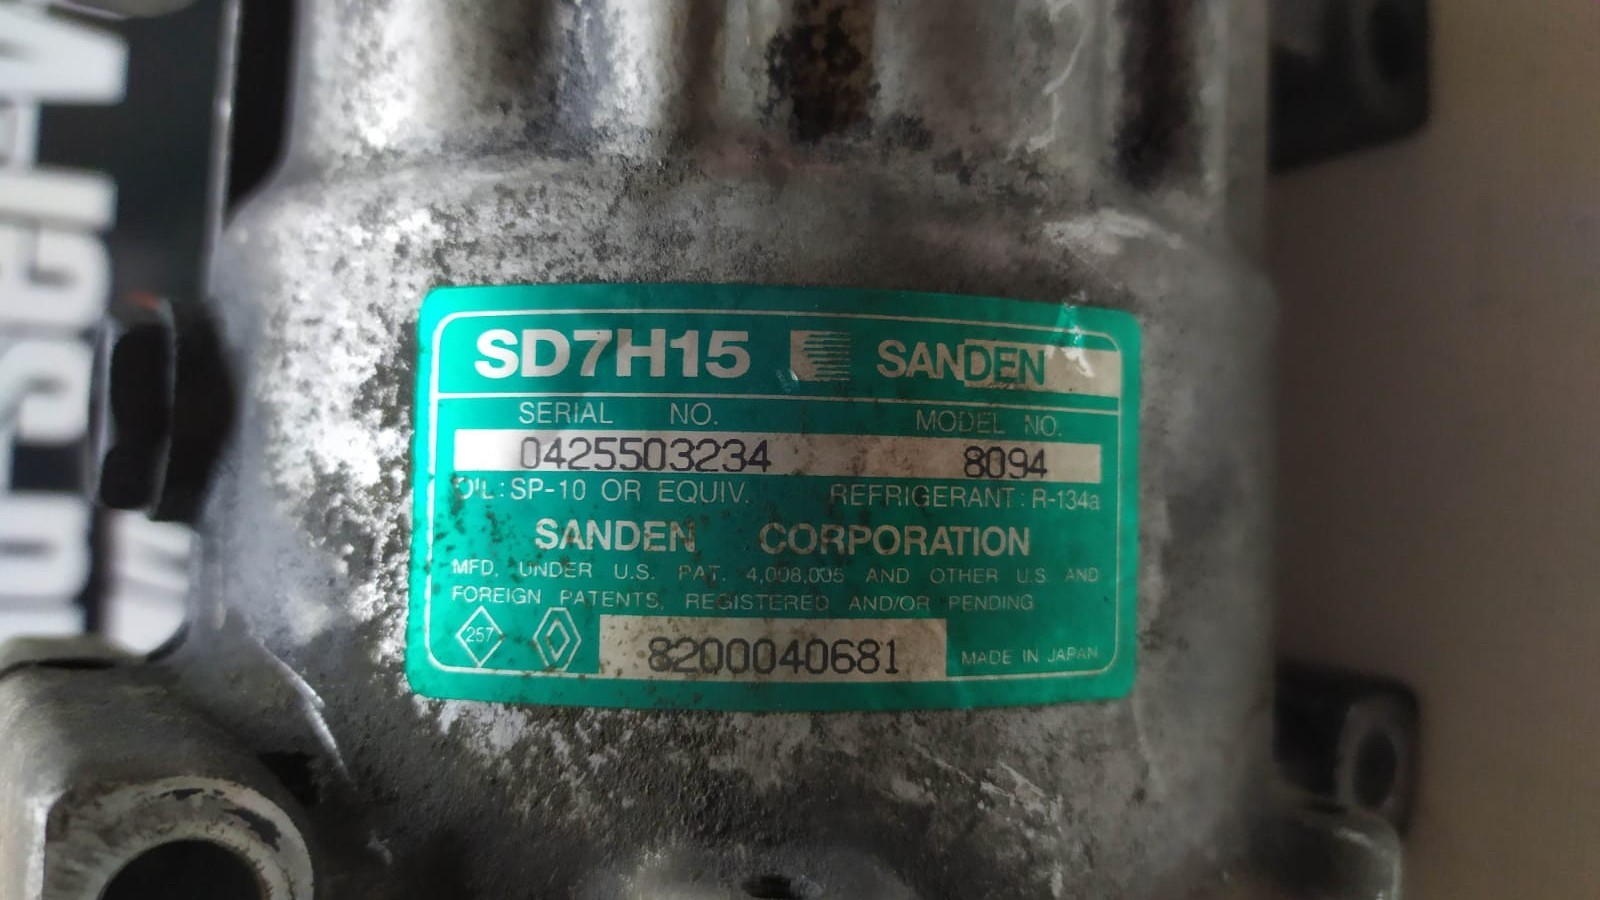 SD7H15 SANDEN
SERIAL NO. MODEL NO.
0425503234 8094
OIL: SP-10 OR EQUIV. REFRIGERANT: R-134a
SANDEN CORPORATION
MFD. UNDER U.S. PAT. 4,008,005 AND OTHER U.S. AND
FOREIGN PATENTS, REGISTERED AND/OR PENDING
257 8200040681 MADE IN JAPAN